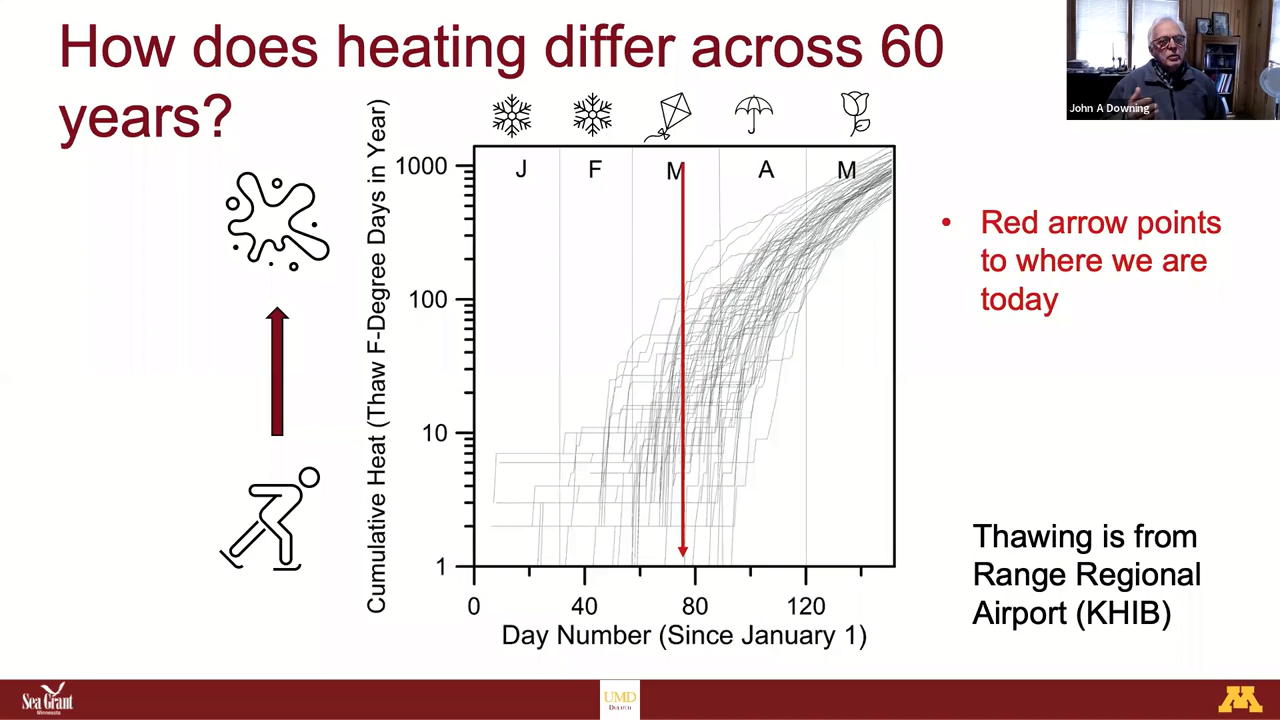 How does heating differ across 60
years?
John A Downing
Cumulative Heat (Thaw F-Degree Days in Year)
J F M A M
1000
100
10
1
0 40 80 120
Day Number (Since January 1)
• Red arrow points
to where we are
today
Thawing is from
Range Regional
Airport (KHIB)
Sea Grant
Minnesota
UMD
Duluth
M